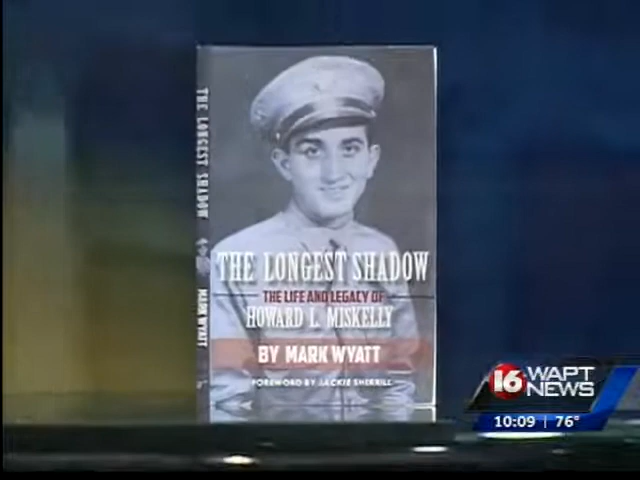 THE LONGEST SHADOW
MARK WYATT
THE LONGEST SHADOW
THE LIFE AND LEGACY OF
HOWARD L. MISKELLY
BY MARK WYATT
FOREWORD BY JACKIE SHERRILL
16 WAPT
NEWS
10:09 | 76°